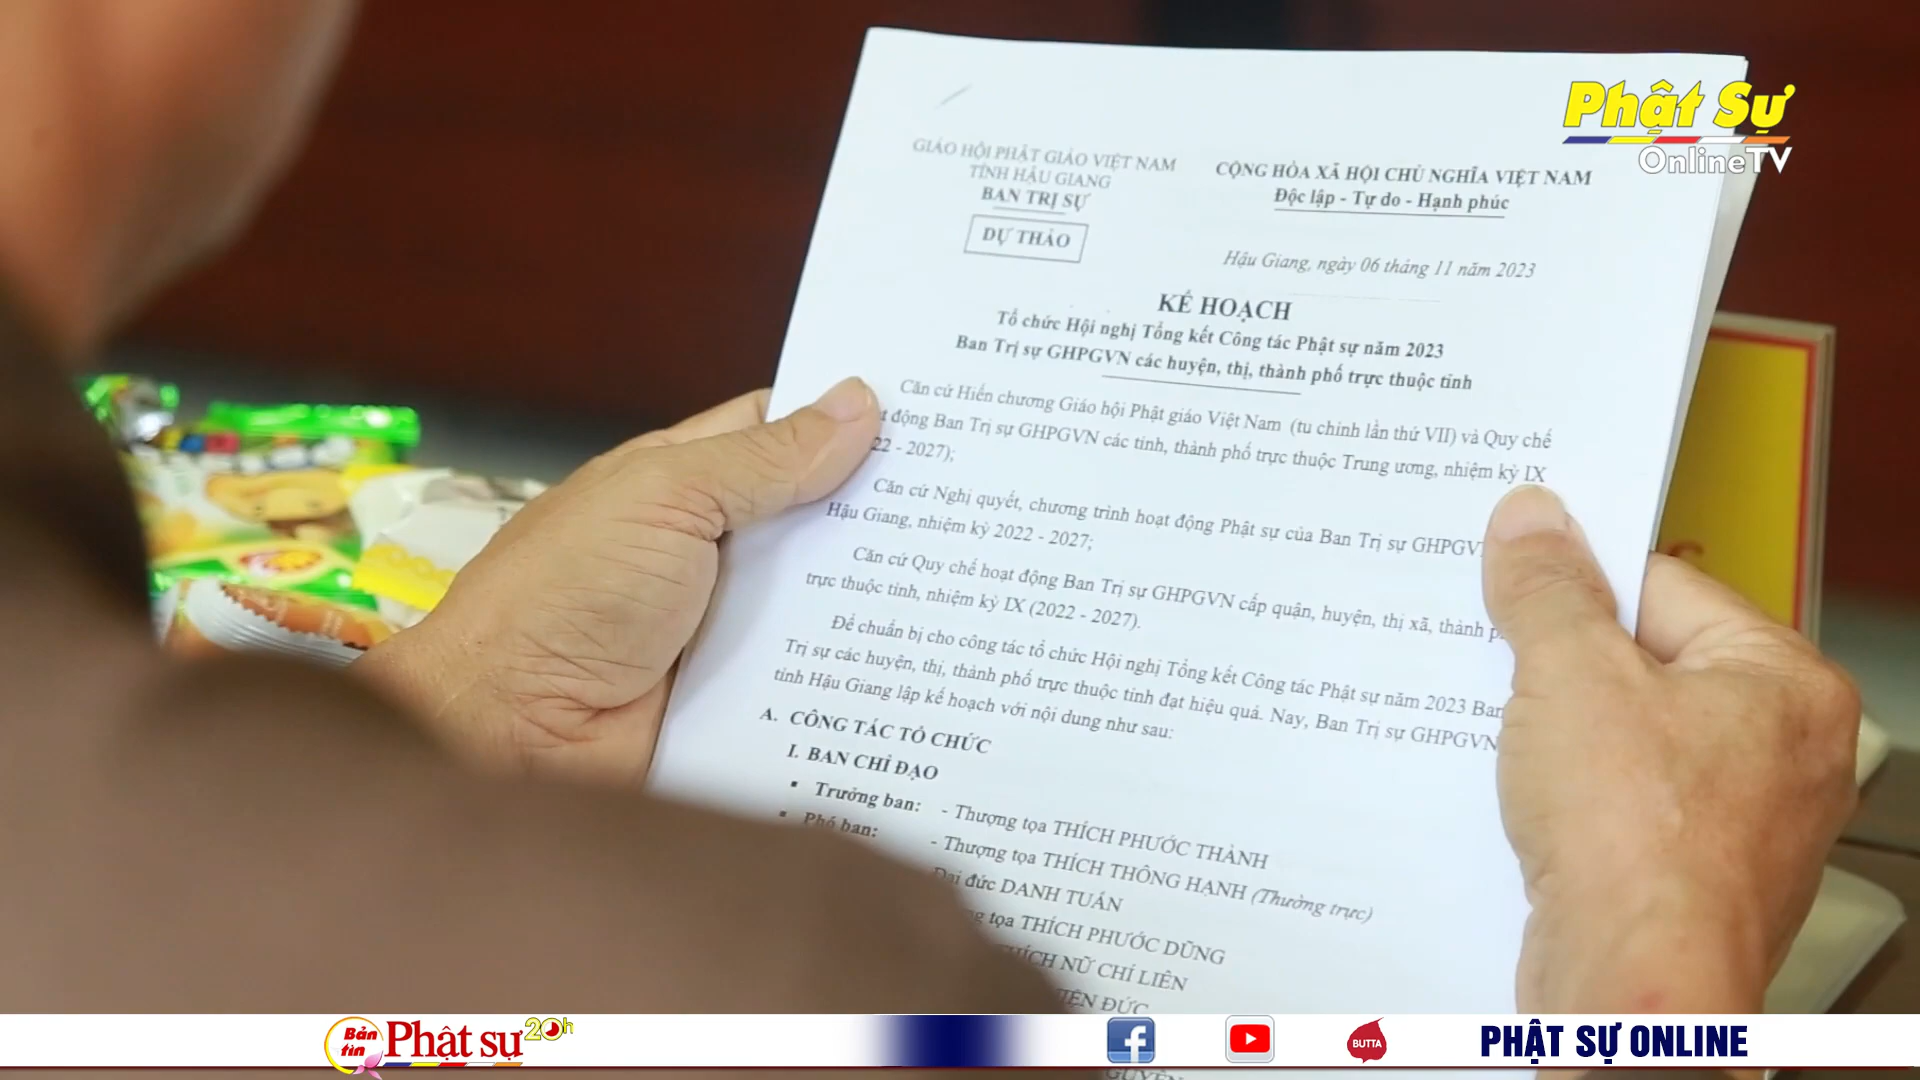 Phật Sự
OnlineTV
GIÁO HỘI PHẬT GIÁO VIỆT NAM
TỈNH HẬU GIANG
BAN TRỊ SỰ
DỰ THẢO
CỘNG HÒA XÃ HỘI CHỦ NGHĨA VIỆT NAM
Độc lập - Tự do - Hạnh phúc
Hậu Giang, ngày 06 tháng 11 năm 2023
KẾ HOẠCH
Tổ chức Hội nghị Tổng kết Công tác Phật sự năm 2023
Ban Trị sự GHPGVN các huyện, thị, thành phố trực thuộc tỉnh
Căn cứ Hiến chương Giáo hội Phật giáo Việt Nam (tu chỉnh lần thứ VII) và Quy chế
động Ban Trị sự GHPGVN các tỉnh, thành phố trực thuộc Trung ương, nhiệm kỳ IX
22 - 2027);
Căn cứ Nghị quyết, chương trình hoạt động Phật sự của Ban Trị sự GHPGV
Hậu Giang, nhiệm kỳ 2022 - 2027;
Căn cứ Quy chế hoạt động Ban Trị sự GHPGVN cấp quận, huyện, thị xã, thành p
trực thuộc tỉnh, nhiệm kỳ IX (2022 - 2027).
Để chuẩn bị cho công tác tổ chức Hội nghị Tổng kết Công tác Phật sự năm 2023 Ban
Trị sự các huyện, thị, thành phố trực thuộc tỉnh đạt hiệu quả. Nay, Ban Trị sự GHPGVN
tỉnh Hậu Giang lập kế hoạch với nội dung như sau:
A. CÔNG TÁC TỔ CHỨC
I. BAN CHỈ ĐẠO
▪ Trưởng ban: - Thượng tọa THÍCH PHƯỚC THÀNH
▪ Phó ban: - Thượng tọa THÍCH THÔNG HẠNH (Thường trực)
Đại đức DANH TUẤN
tọa THÍCH PHƯỚC DŨNG
THÍCH NỮ CHÍ LIÊN
ĐỨC
Bản tin Phật sự 20h
BUTTA
PHẬT SỰ ONLINE